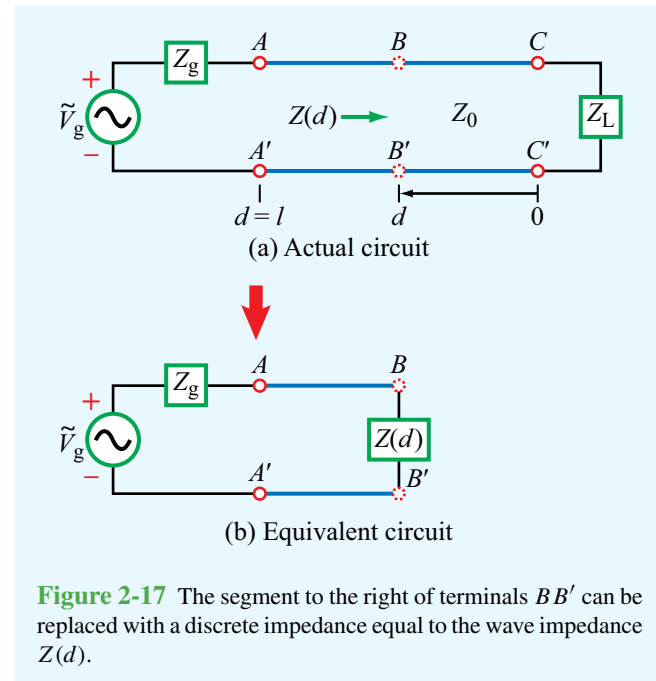 A B C
Z_g
+
Ṽ_g Z(d) Z_0 Z_L
−
A′ B′ C′
d = l d 0
(a) Actual circuit
A B
Z_g
+
Ṽ_g Z(d)
−
A′ B′
(b) Equivalent circuit
Figure 2-17 The segment to the right of terminals BB′ can be
replaced with a discrete impedance equal to the wave impedance
Z(d).